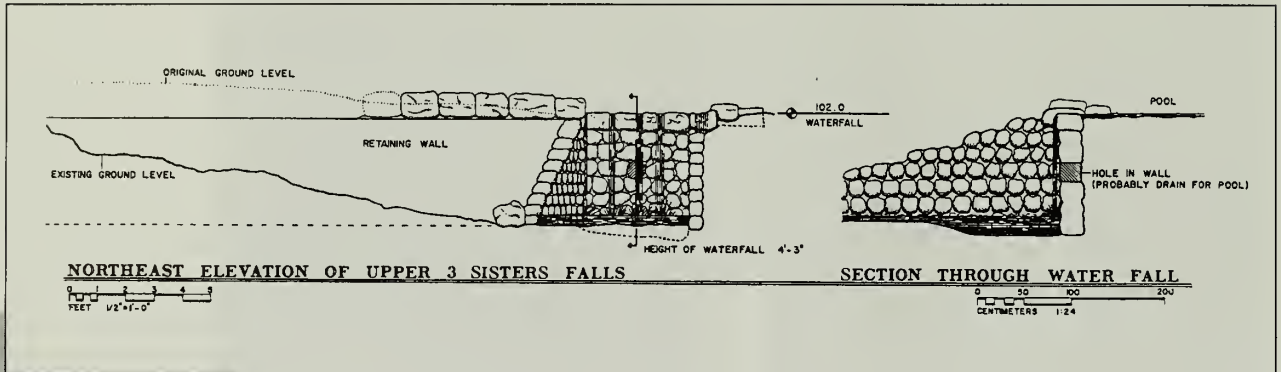 ORIGINAL GROUND LEVEL
102.0
WATERFALL
POOL
RETAINING WALL
EXISTING GROUND LEVEL
HOLE IN WALL
(PROBABLY DRAIN FOR POOL)
HEIGHT OF WATERFALL 4'-3"
NORTHEAST ELEVATION OF UPPER 3 SISTERS FALLS
0 1 2 3 4 5
FEET 1/2"=1'-0"
SECTION THROUGH WATER FALL
0 50 100 200
CENTIMETERS 1:24